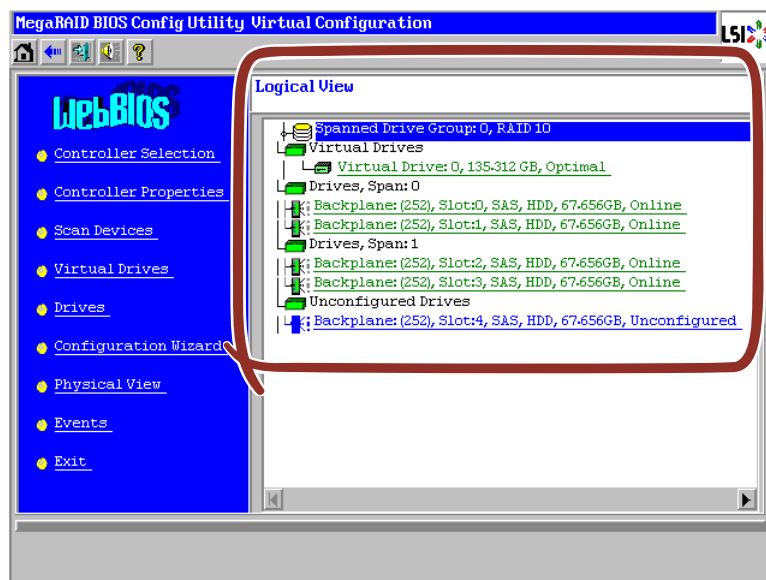 MegaRAID BIOS Config Utility Virtual Configuration
LSI
WebBIOS
Controller Selection
Controller Properties
Scan Devices
Virtual Drives
Drives
Configuration Wizard
Physical View
Events
Exit
Logical View
Spanned Drive Group: 0, RAID 10
Virtual Drives
Virtual Drive: 0, 135.312 GB, Optimal
Drives, Span: 0
Backplane: (252), Slot:0, SAS, HDD, 67.656GB, Online
Backplane: (252), Slot:1, SAS, HDD, 67.656GB, Online
Drives, Span: 1
Backplane: (252), Slot:2, SAS, HDD, 67.656GB, Online
Backplane: (252), Slot:3, SAS, HDD, 67.656GB, Online
Unconfigured Drives
Backplane: (252), Slot:4, SAS, HDD, 67.656GB, Unconfigured